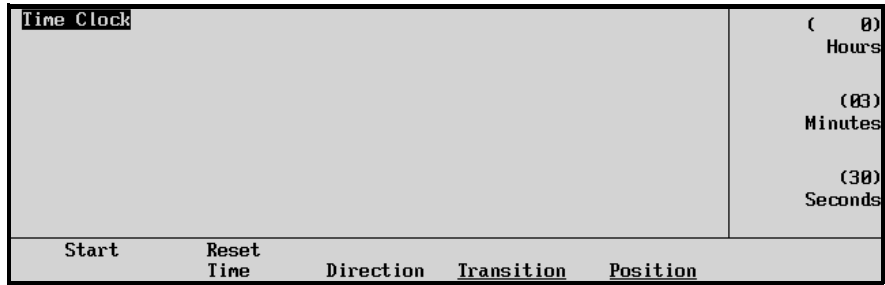 Time Clock
( 0)
Hours
(03)
Minutes
(30)
Seconds
Start Reset
Time Direction Transition Position